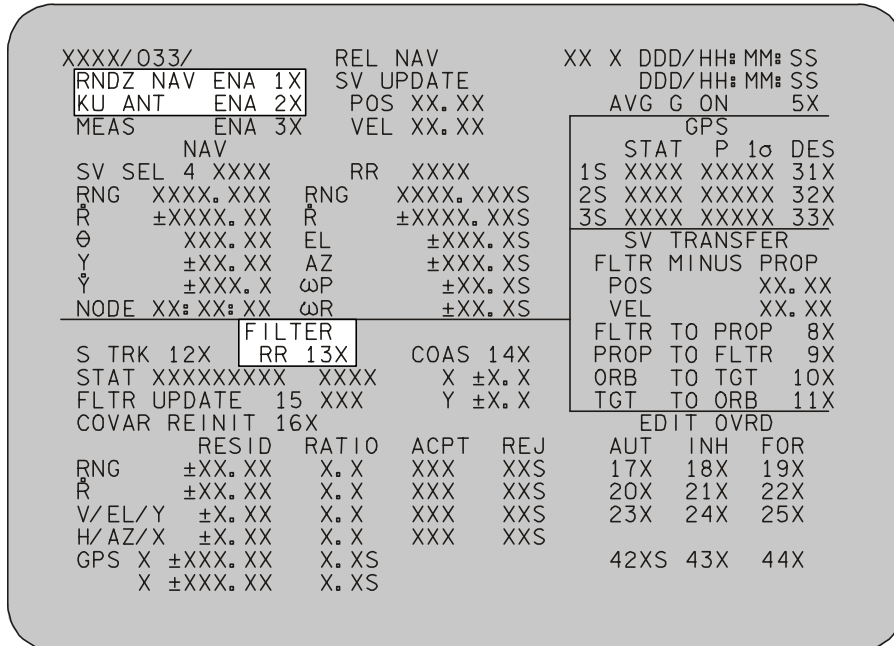 XXXX/033/ REL NAV XX X DDD/HH:MM:SS
RNDZ NAV ENA 1X SV UPDATE DDD/HH:MM:SS
KU ANT ENA 2X POS XX.XX AVG G ON 5X
MEAS ENA 3X VEL XX.XX GPS
NAV STAT P 1σ DES
SV SEL 4 XXXX RR XXXX 1S XXXX XXXXX 31X
RNG XXXX.XXX RNG XXXX.XXXS 2S XXXX XXXXX 32X
Ṙ ±XXXX.XX Ṙ ±XXXX.XXS 3S XXXX XXXXX 33X
θ XXX.XX EL ±XXX.XS SV TRANSFER
Y ±XX.XX AZ ±XXX.XS FLTR MINUS PROP
Ẏ ±XXX.X ωP ±XX.XS POS XX.XX
NODE XX:XX:XX ωR ±XX.XS VEL XX.XX
FILTER FLTR TO PROP 8X
S TRK 12X RR 13X COAS 14X PROP TO FLTR 9X
STAT XXXXXXXXX XXXX X ±X.X ORB TO TGT 10X
FLTR UPDATE 15 XXX Y ±X.X TGT TO ORB 11X
COVAR REINIT 16X EDIT OVRD
RESID RATIO ACPT REJ AUT INH FOR
RNG ±XX.XX X.X XXX XXS 17X 18X 19X
Ṙ ±XX.XX X.X XXX XXS 20X 21X 22X
V/EL/Y ±X.XX X.X XXX XXS 23X 24X 25X
H/AZ/X ±X.XX X.X XXX XXS
GPS X ±XXX.XX X.XS 42XS 43X 44X
X ±XXX.XX X.XS